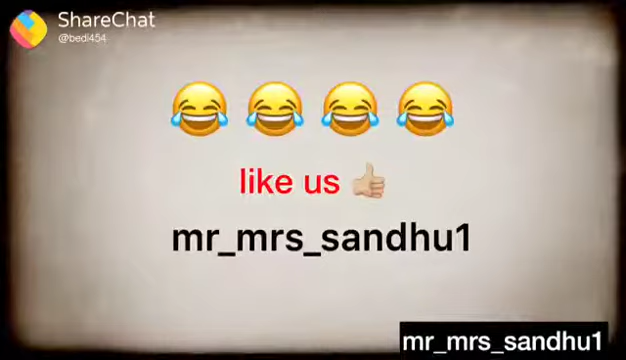 ShareChat
@bedi454
😂 😂 😂 😂
like us 👍🏼
mr_mrs_sandhu1
mr_mrs_sandhu1